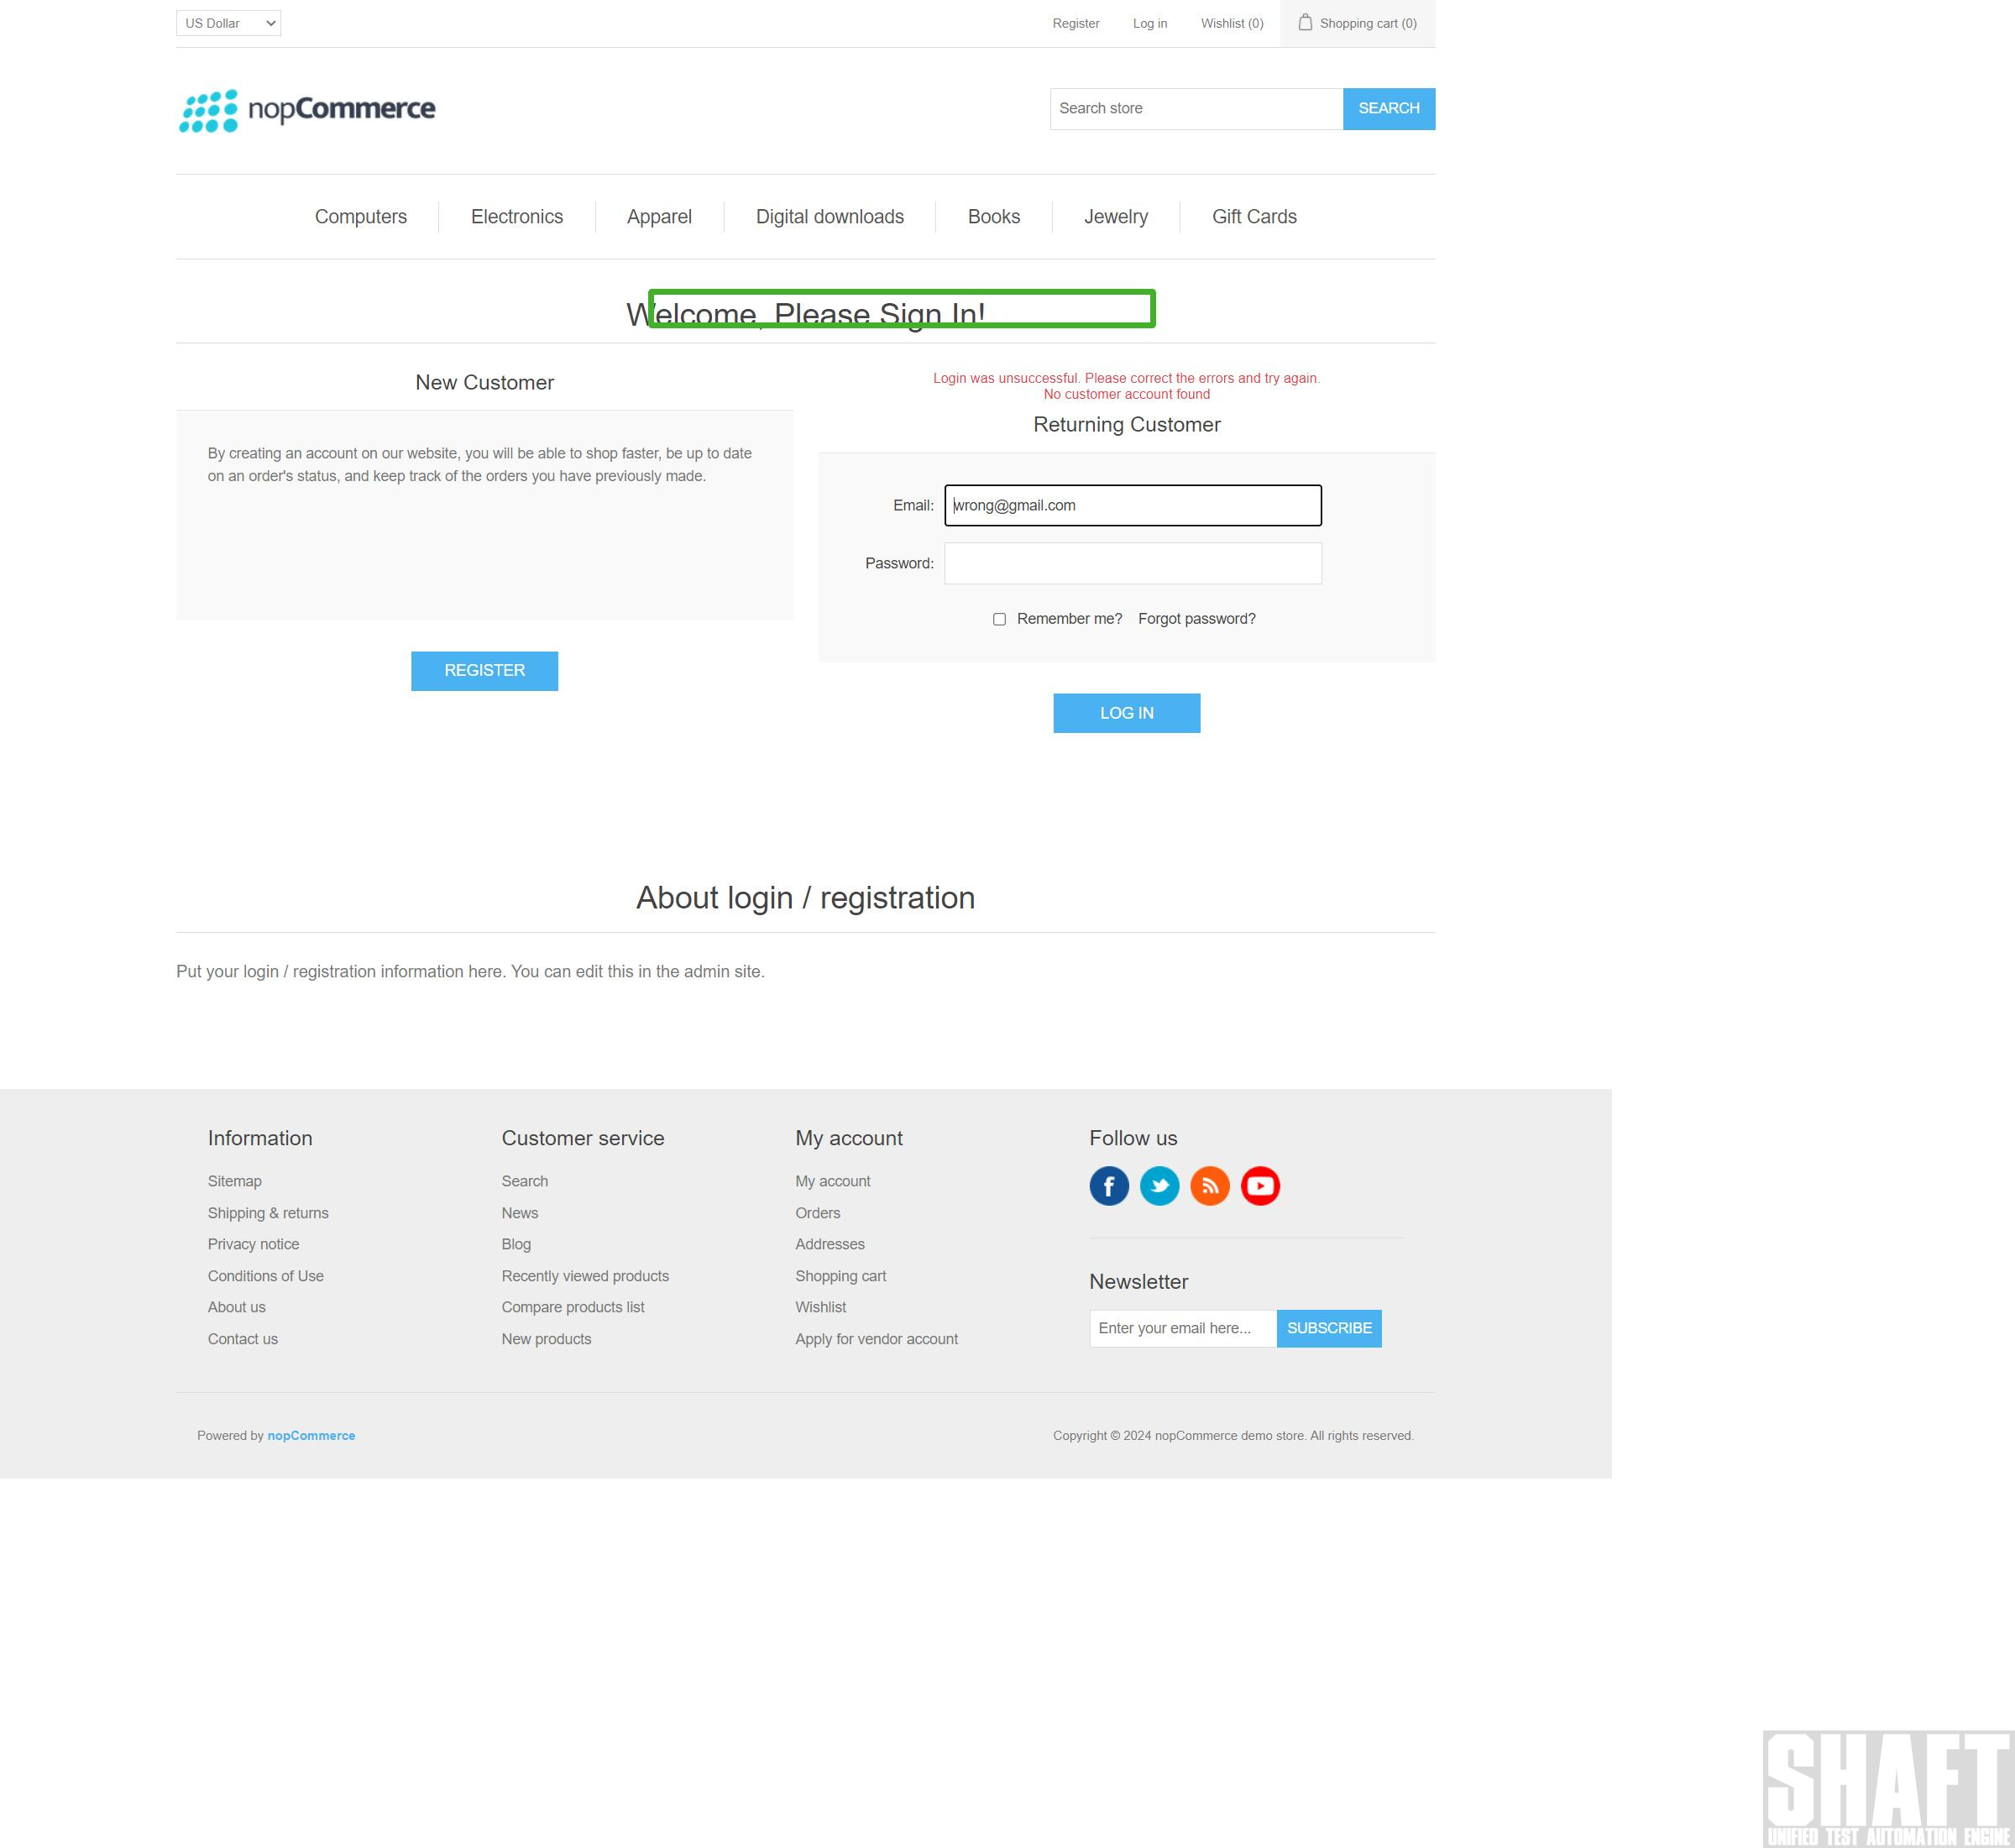 US Dollar
Register
Log in
Wishlist (0)
Shopping cart (0)
nopCommerce
Search store
SEARCH
Computers
Electronics
Apparel
Digital downloads
Books
Jewelry
Gift Cards
Welcome, Please Sign In!
New Customer
By creating an account on our website, you will be able to shop faster, be up to date
on an order's status, and keep track of the orders you have previously made.
REGISTER
Login was unsuccessful. Please correct the errors and try again.
No customer account found
Returning Customer
Email:
wrong@gmail.com
Password:
Remember me?
Forgot password?
LOG IN
About login / registration
Put your login / registration information here. You can edit this in the admin site.
Information
Sitemap
Shipping & returns
Privacy notice
Conditions of Use
About us
Contact us
Customer service
Search
News
Blog
Recently viewed products
Compare products list
New products
My account
My account
Orders
Addresses
Shopping cart
Wishlist
Apply for vendor account
Follow us
Newsletter
Enter your email here...
SUBSCRIBE
Powered by nopCommerce
Copyright © 2024 nopCommerce demo store. All rights reserved.
SHAFT
UNIFIED TEST AUTOMATION ENGINE